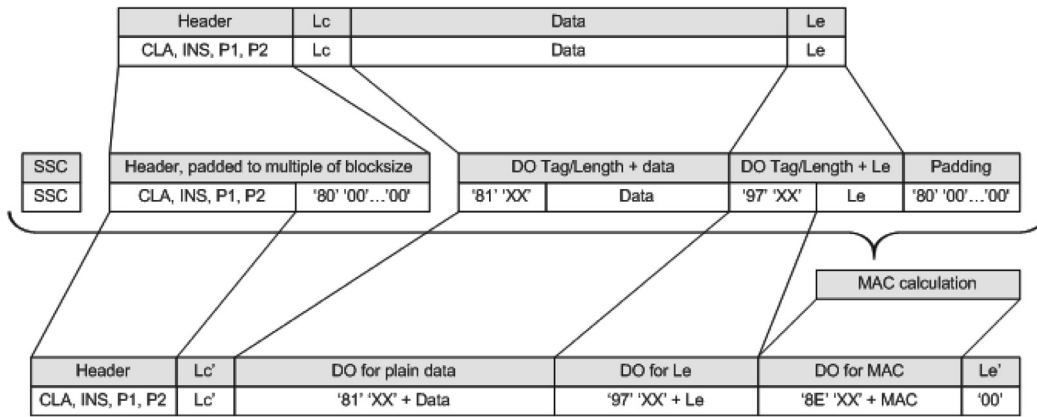 Header Lc Data Le
CLA, INS, P1, P2 Lc Data Le
SSC Header, padded to multiple of blocksize DO Tag/Length + data DO Tag/Length + Le Padding
SSC CLA, INS, P1, P2 '80' '00'...'00' '81' 'XX' Data '97' 'XX' Le '80' '00'...'00'
MAC calculation
Header Lc' DO for plain data DO for Le DO for MAC Le'
CLA, INS, P1, P2 Lc' '81' 'XX' + Data '97' 'XX' + Le '8E' 'XX' + MAC '00'